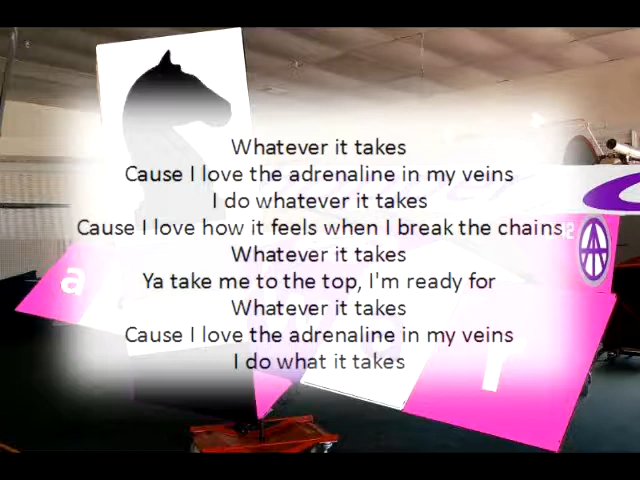 Whatever it takes
Cause I love the adrenaline in my veins
I do whatever it takes
Cause I love how it feels when I break the chains
Whatever it takes
Ya take me to the top, I'm ready for
Whatever it takes
Cause I love the adrenaline in my veins
I do what it takes
a
r